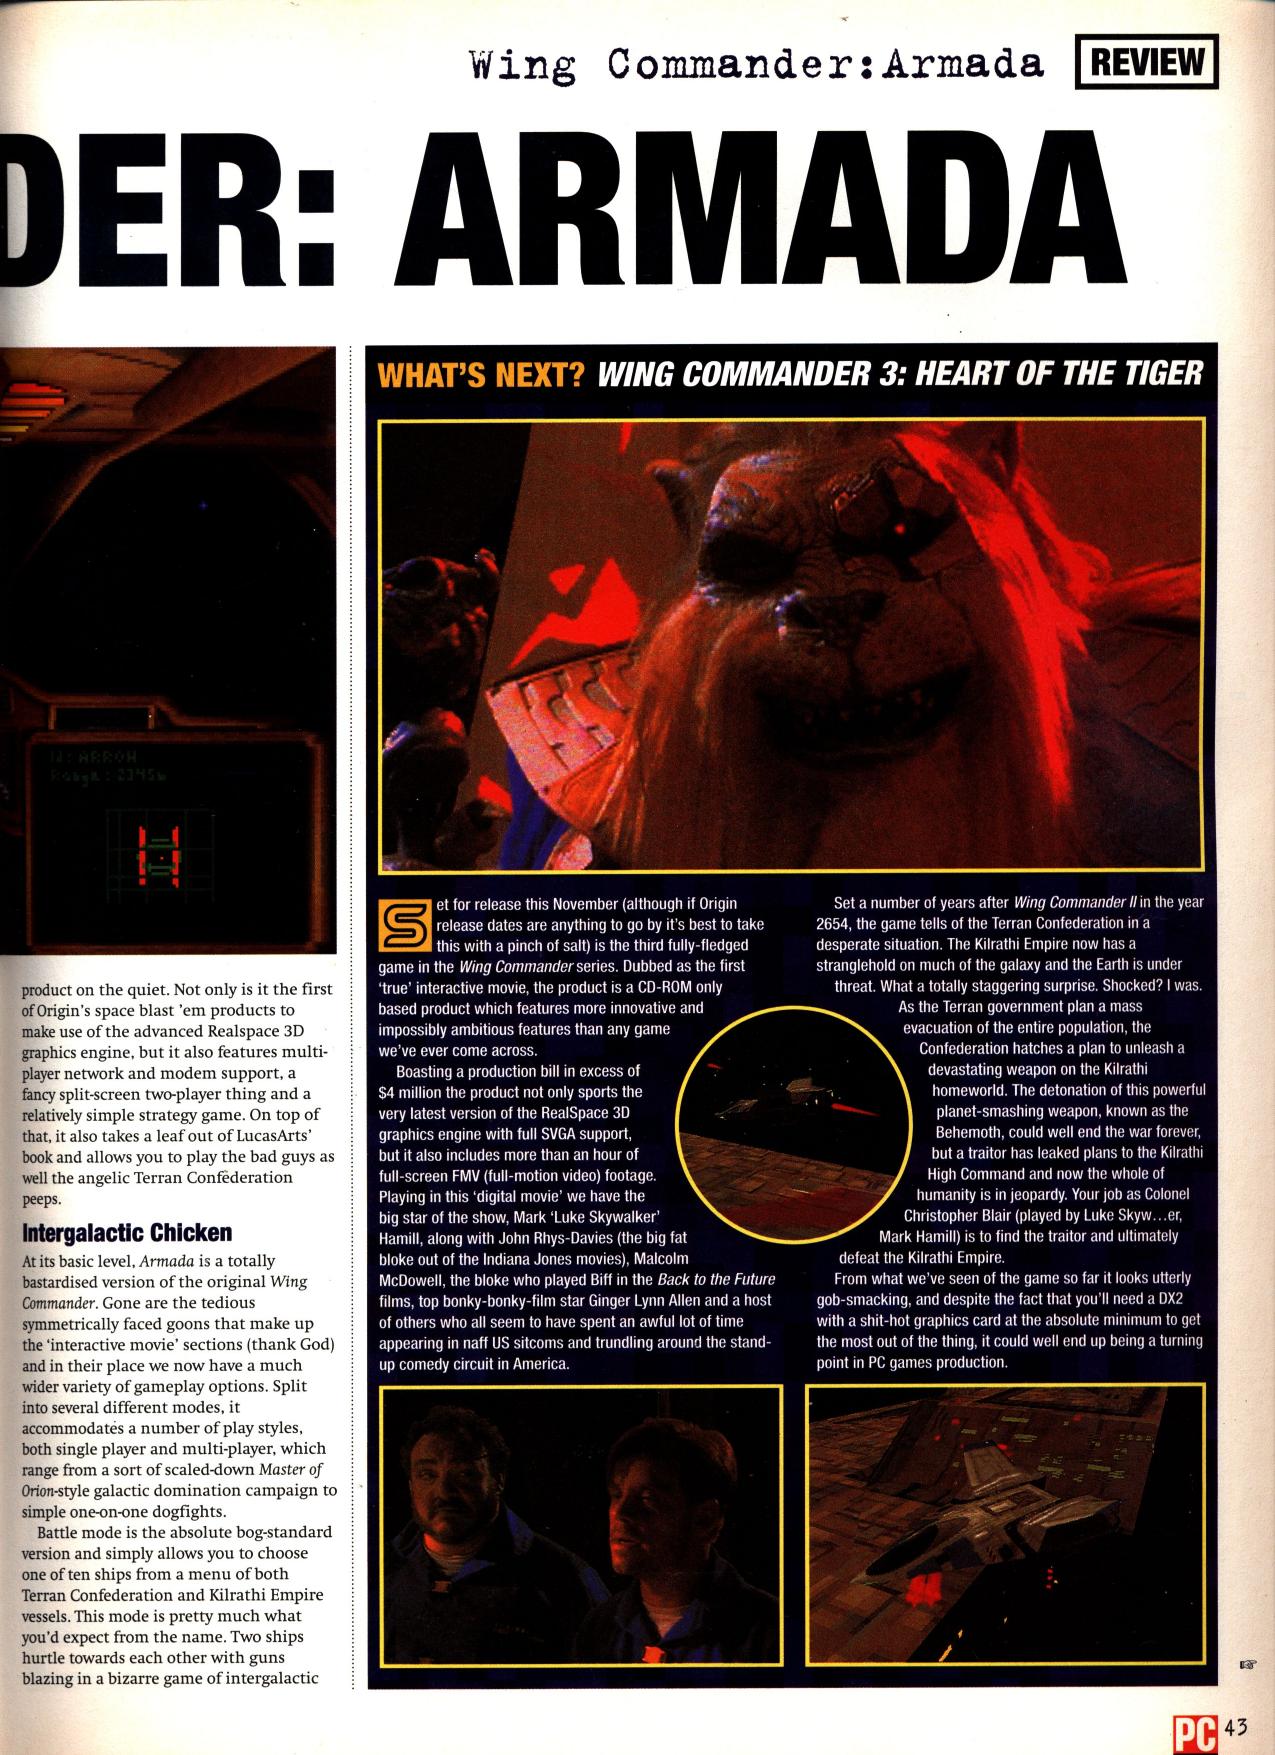 Wing Commander:Armada REVIEW
DER: ARMADA
N: ARROW
Range: 23456
product on the quiet. Not only is it the first
of Origin's space blast 'em products to
make use of the advanced Realspace 3D
graphics engine, but it also features multi-
player network and modem support, a
fancy split-screen two-player thing and a
relatively simple strategy game. On top of
that, it also takes a leaf out of LucasArts'
book and allows you to play the bad guys as
well the angelic Terran Confederation
peeps.
Intergalactic Chicken
At its basic level, Armada is a totally
bastardised version of the original Wing
Commander. Gone are the tedious
symmetrically faced goons that make up
the 'interactive movie' sections (thank God)
and in their place we now have a much
wider variety of gameplay options. Split
into several different modes, it
accommodates a number of play styles,
both single player and multi-player, which
range from a sort of scaled-down Master of
Orion-style galactic domination campaign to
simple one-on-one dogfights.
Battle mode is the absolute bog-standard
version and simply allows you to choose
one of ten ships from a menu of both
Terran Confederation and Kilrathi Empire
vessels. This mode is pretty much what
you'd expect from the name. Two ships
hurtle towards each other with guns
blazing in a bizarre game of intergalactic
WHAT'S NEXT? WING COMMANDER 3: HEART OF THE TIGER
Set for release this November (although if Origin
release dates are anything to go by it's best to take
this with a pinch of salt) is the third fully-fledged
game in the Wing Commander series. Dubbed as the first
'true' interactive movie, the product is a CD-ROM only
based product which features more innovative and
impossibly ambitious features than any game
we've ever come across.
Boasting a production bill in excess of
$4 million the product not only sports the
very latest version of the RealSpace 3D
graphics engine with full SVGA support,
but it also includes more than an hour of
full-screen FMV (full-motion video) footage.
Playing in this 'digital movie' we have the
big star of the show, Mark 'Luke Skywalker'
Hamill, along with John Rhys-Davies (the big fat
bloke out of the Indiana Jones movies), Malcolm
McDowell, the bloke who played Biff in the Back to the Future
films, top bonky-bonky-film star Ginger Lynn Allen and a host
of others who all seem to have spent an awful lot of time
appearing in naff US sitcoms and trundling around the stand-
up comedy circuit in America.
Set a number of years after Wing Commander II in the year
2654, the game tells of the Terran Confederation in a
desperate situation. The Kilrathi Empire now has a
stranglehold on much of the galaxy and the Earth is under
threat. What a totally staggering surprise. Shocked? I was.
As the Terran government plan a mass
evacuation of the entire population, the
Confederation hatches a plan to unleash a
devastating weapon on the Kilrathi
homeworld. The detonation of this powerful
planet-smashing weapon, known as the
Behemoth, could well end the war forever,
but a traitor has leaked plans to the Kilrathi
High Command and now the whole of
humanity is in jeopardy. Your job as Colonel
Christopher Blair (played by Luke Skyw...er,
Mark Hamill) is to find the traitor and ultimately
defeat the Kilrathi Empire.
From what we've seen of the game so far it looks utterly
gob-smacking, and despite the fact that you'll need a DX2
with a shit-hot graphics card at the absolute minimum to get
the most out of the thing, it could well end up being a turning
point in PC games production.
PC 43